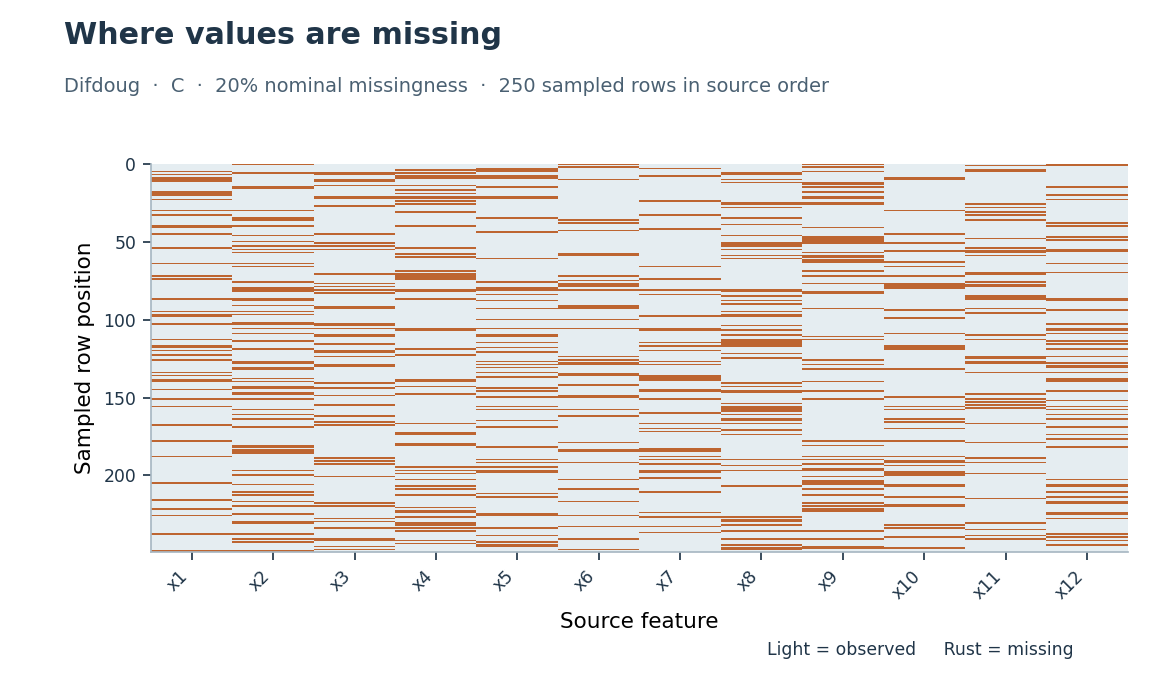 Where values are missing
Difdoug · C · 20% nominal missingness · 250 sampled rows in source order
0
50
100
150
200
Sampled row position
x1 x2 x3 x4 x5 x6 x7 x8 x9 x10 x11 x12
Source feature
Light = observed Rust = missing